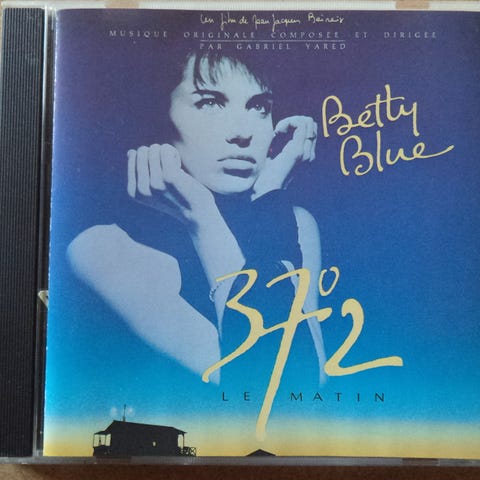 Un film de Jean Jacques Beineix
MUSIQUE ORIGINALE COMPOSÉE ET DIRIGÉE
PAR GABRIEL YARED
Betty
Blue
37°2
LE MATIN